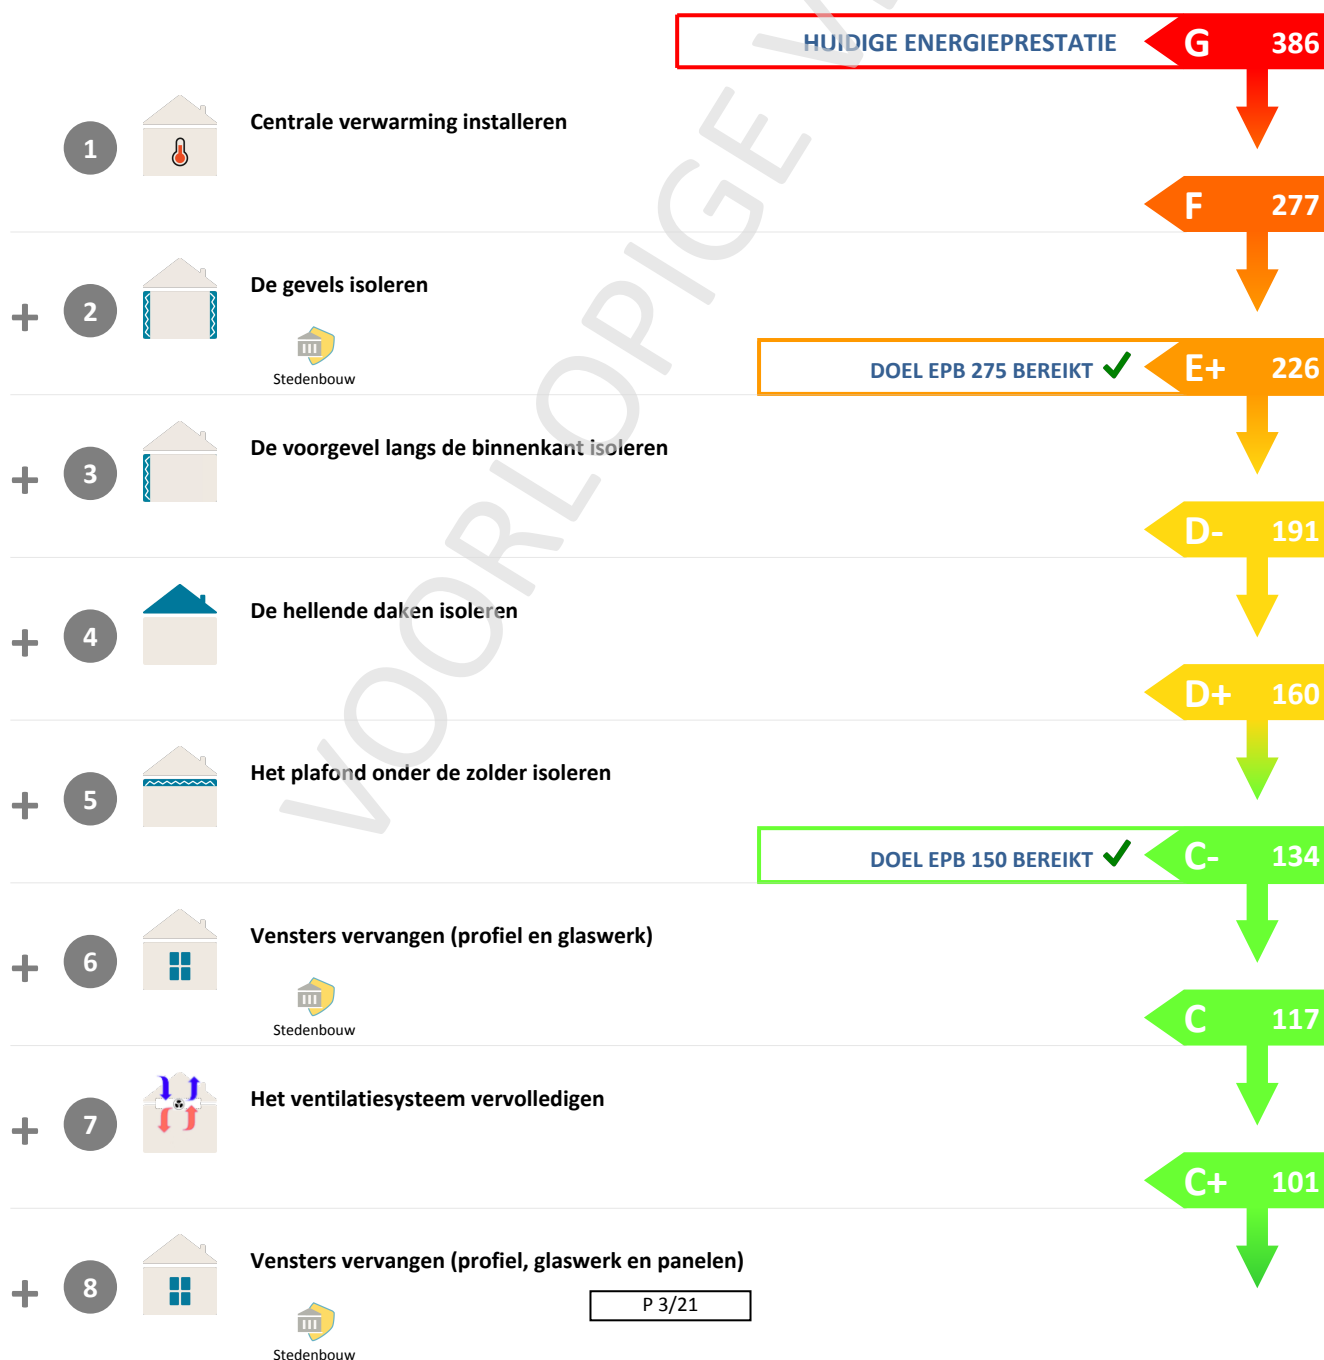 HUIDIGE ENERGIEPRESTATIE G 386
1 Centrale verwarming installeren
F 277
+ 2 De gevels isoleren
Stedenbouw
DOEL EPB 275 BEREIKT ✓ E+ 226
+ 3 De voorgevel langs de binnenkant isoleren
D- 191
+ 4 De hellende daken isoleren
D+ 160
+ 5 Het plafond onder de zolder isoleren
DOEL EPB 150 BEREIKT ✓ C- 134
+ 6 Vensters vervangen (profiel en glaswerk)
Stedenbouw
C 117
+ 7 Het ventilatiesysteem vervolledigen
C+ 101
+ 8 Vensters vervangen (profiel, glaswerk en panelen)
P 3/21
Stedenbouw
VOORLOPIGE